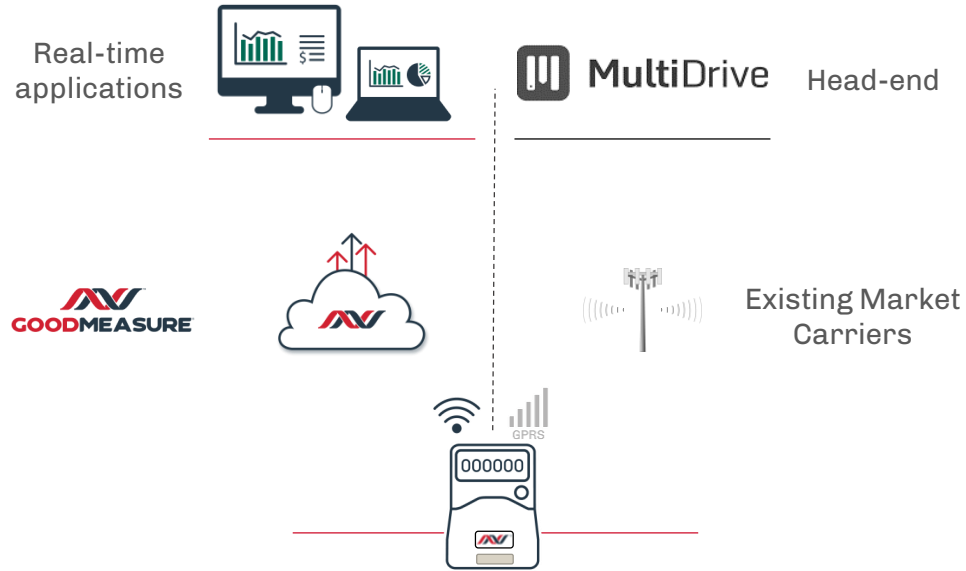 Real-time
applications
$
MultiDrive
Head-end
GOODMEASURE
Existing Market
Carriers
GPRS
000000